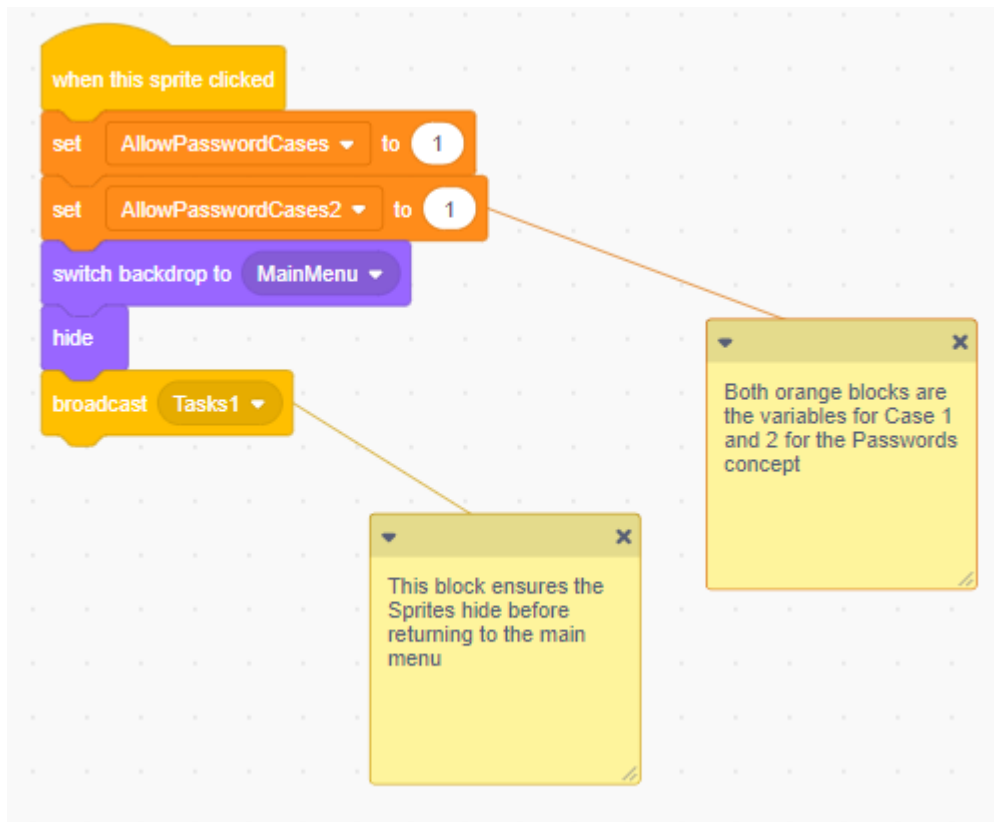 when this sprite clicked
set AllowPasswordCases to 1
set AllowPasswordCases2 to 1
switch backdrop to MainMenu
hide
broadcast Tasks1
Both orange blocks are
the variables for Case 1
and 2 for the Passwords
concept
This block ensures the
Sprites hide before
returning to the main
menu